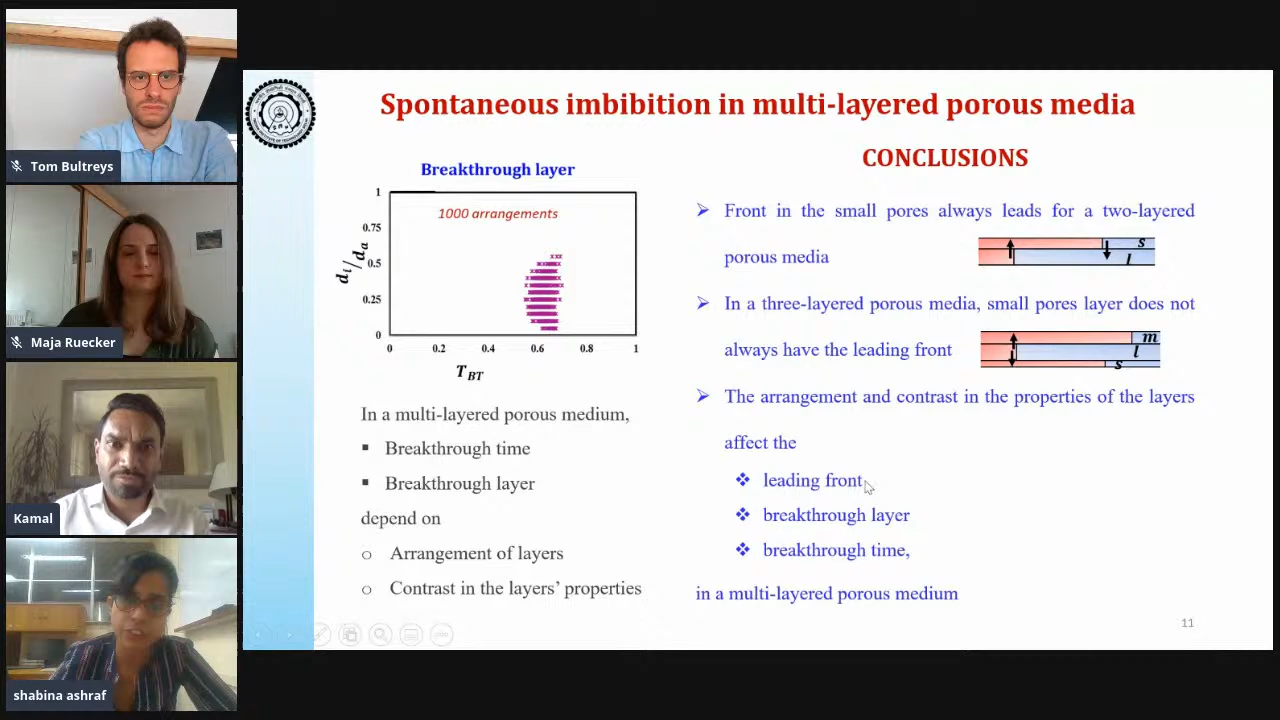 Tom Bultreys
Maja Ruecker
Kamal
shabina ashraf
Spontaneous imbibition in multi-layered porous media
Breakthrough layer
1000 arrangements
1
0.75
0.5
0.25
0
dᵢ/dₐ
0 0.2 0.4 0.6 0.8 1
T_BT
In a multi-layered porous medium,
▪ Breakthrough time
▪ Breakthrough layer
depend on
o Arrangement of layers
o Contrast in the layers’ properties
CONCLUSIONS
➢ Front in the small pores always leads for a two-layered
porous media
s
l
➢ In a three-layered porous media, small pores layer does not
always have the leading front
m
l
s
➢ The arrangement and contrast in the properties of the layers
affect the
❖ leading front
❖ breakthrough layer
❖ breakthrough time,
in a multi-layered porous medium
11